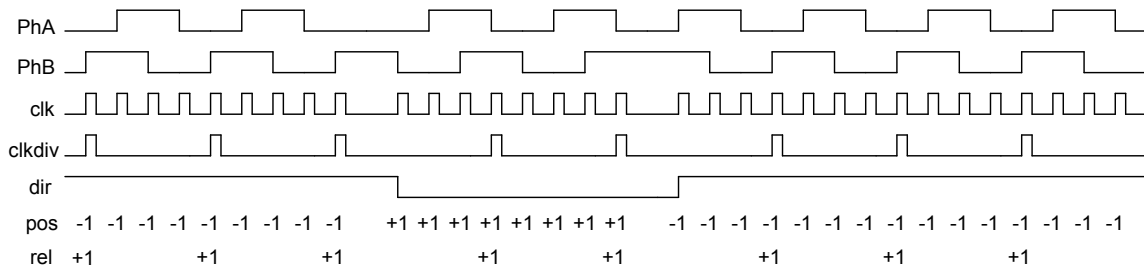 PhA
PhB
clk
clkdiv
dir
pos -1 -1 -1 -1 -1 -1 -1 -1 -1 +1 +1 +1 +1 +1 +1 +1 +1 -1 -1 -1 -1 -1 -1 -1 -1 -1 -1 -1 -1 -1 -1 -1
rel +1 +1 +1 +1 +1 +1 +1 +1